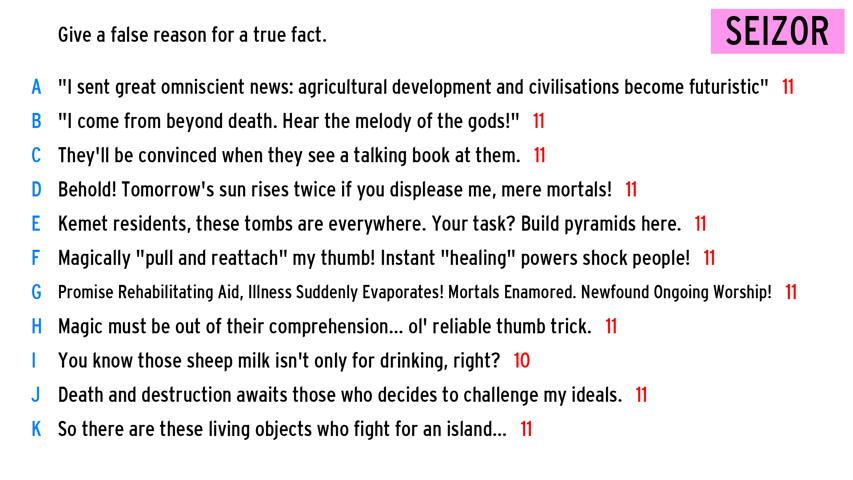 Give a false reason for a true fact.
SEIZOR
A "I sent great omniscient news: agricultural development and civilisations become futuristic" 11
B "I come from beyond death. Hear the melody of the gods!" 11
C They'll be convinced when they see a talking book at them. 11
D Behold! Tomorrow's sun rises twice if you displease me, mere mortals! 11
E Kemet residents, these tombs are everywhere. Your task? Build pyramids here. 11
F Magically "pull and reattach" my thumb! Instant "healing" powers shock people! 11
G Promise Rehabilitating Aid, Illness Suddenly Evaporates! Mortals Enamored. Newfound Ongoing Worship! 11
H Magic must be out of their comprehension... ol' reliable thumb trick. 11
I You know those sheep milk isn't only for drinking, right? 10
J Death and destruction awaits those who decides to challenge my ideals. 11
K So there are these living objects who fight for an island... 11